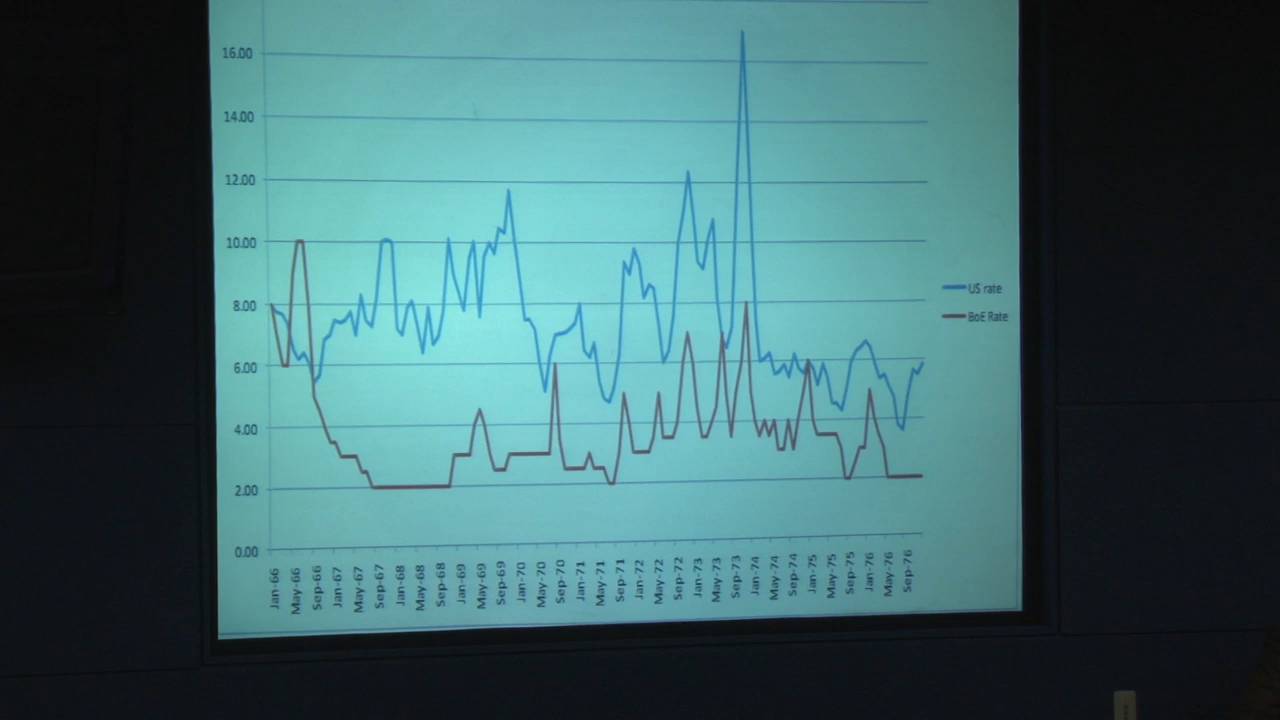 16.00
14.00
12.00
10.00
8.00
6.00
4.00
2.00
0.00
US rate
BoE Rate
Jan-66
May-66
Sep-66
Jan-67
May-67
Sep-67
Jan-68
May-68
Sep-68
Jan-69
May-69
Sep-69
Jan-70
May-70
Sep-70
Jan-71
May-71
Sep-71
Jan-72
May-72
Sep-72
Jan-73
May-73
Sep-73
Jan-74
May-74
Sep-74
Jan-75
May-75
Sep-75
Jan-76
May-76
Sep-76